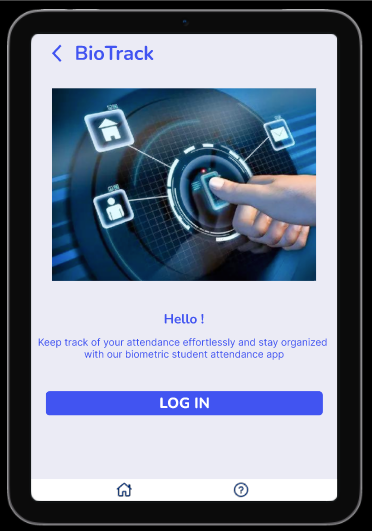 BioTrack
Hello !
Keep track of your attendance effortlessly and stay organized
with our biometric student attendance app
LOG IN